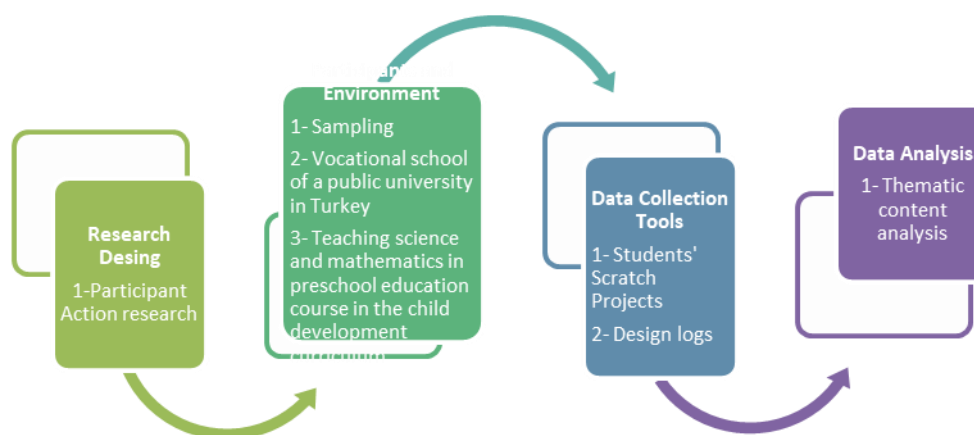 Research
Desing
1-Participant
Action research
Environment
1- Sampling
2- Vocational school
of a public university
in Turkey
3- Teaching science
and mathematics in
preschool education
course in the child
development
curriculum
Data Collection
Tools
1- Students'
Scratch
Projects
2- Design logs
Data Analysis
1- Thematic
content
analysis